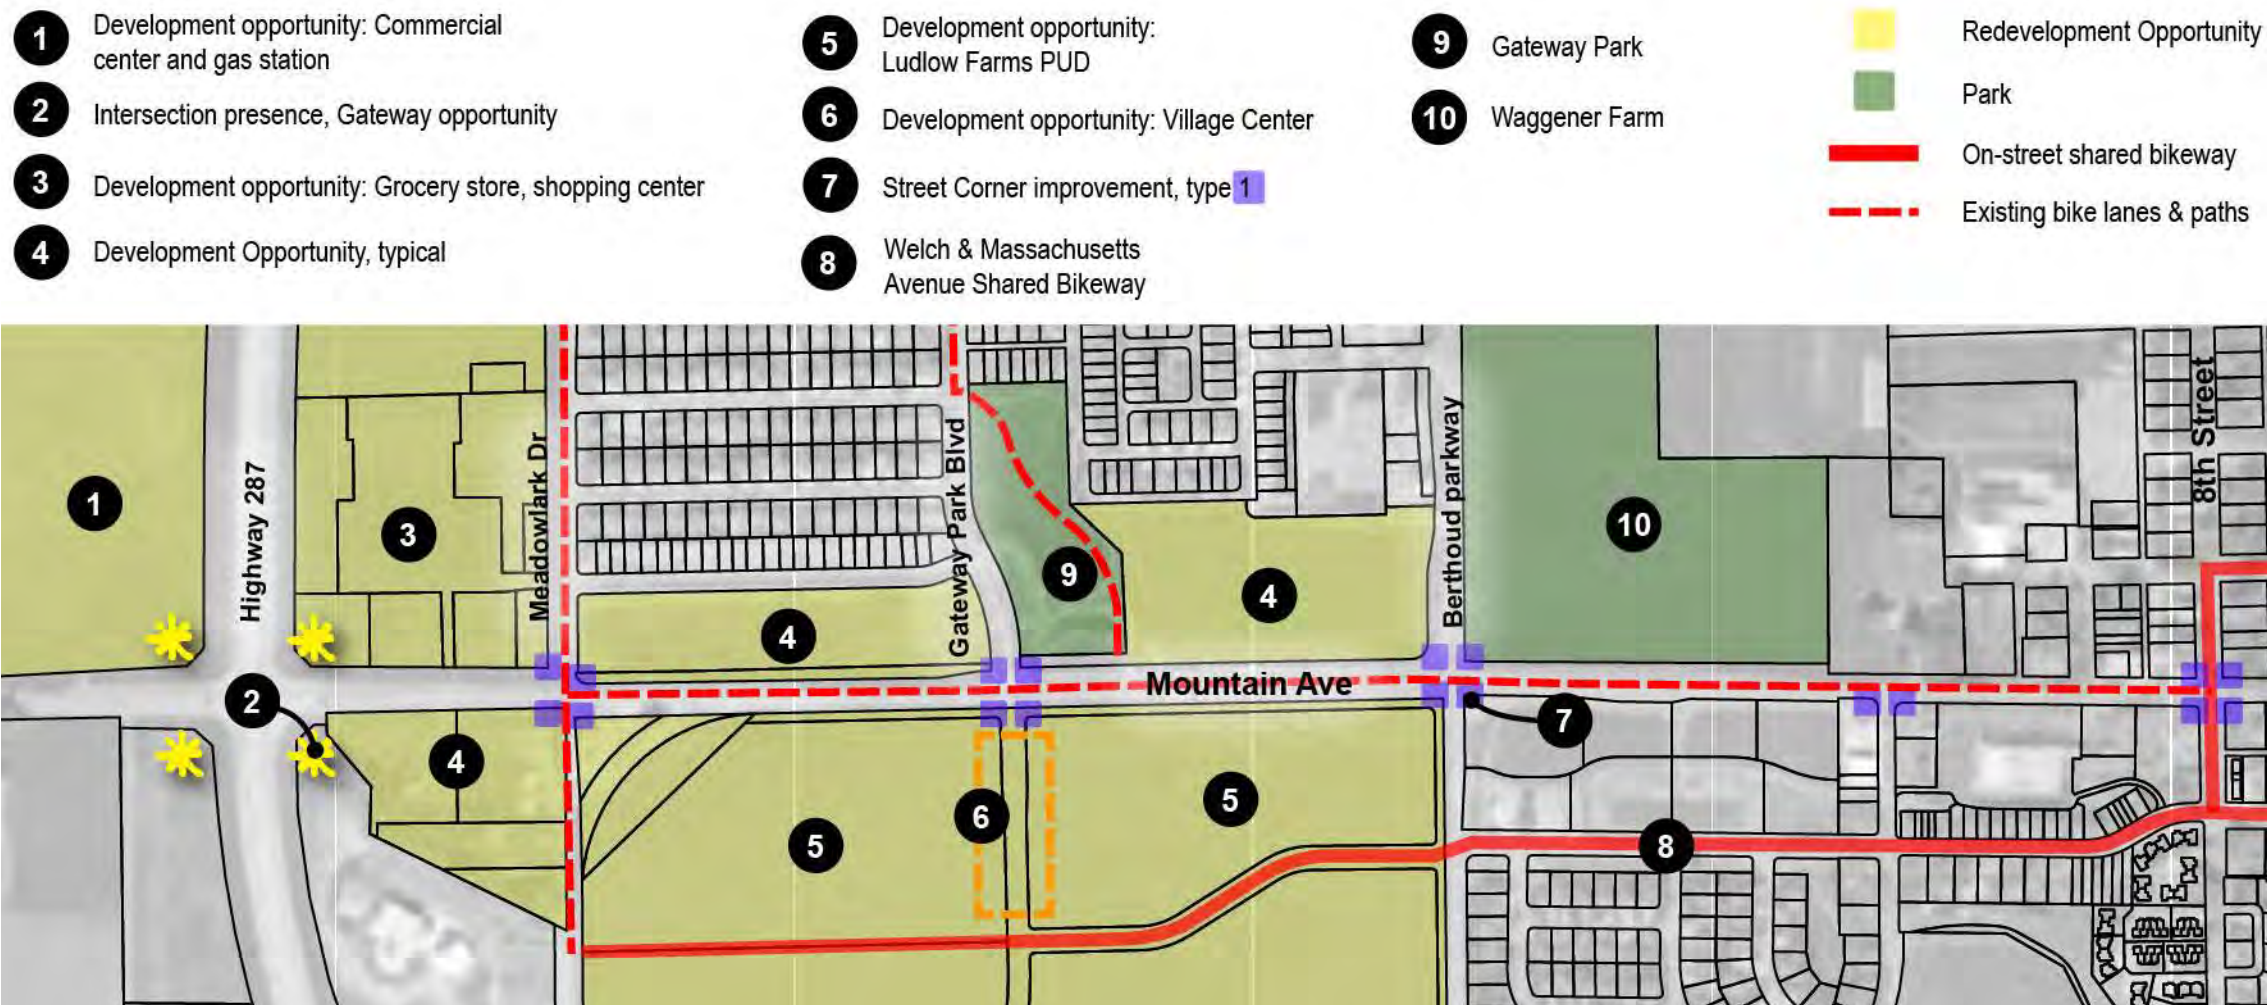 1
Development opportunity: Commercial
center and gas station
2
Intersection presence, Gateway opportunity
3
Development opportunity: Grocery store, shopping center
4
Development Opportunity, typical
5
Development opportunity:
Ludlow Farms PUD
6
Development opportunity: Village Center
7
Street Corner improvement, type 1
8
Welch & Massachusetts
Avenue Shared Bikeway
9
Gateway Park
10
Waggener Farm
Redevelopment Opportunity
Park
On-street shared bikeway
Existing bike lanes & paths
1
Highway 287
3
Meadowlark Dr
Gateway Park Blvd
9
4
4
Berthoud parkway
10
8th Street
2
Mountain Ave
7
4
5
6
5
8